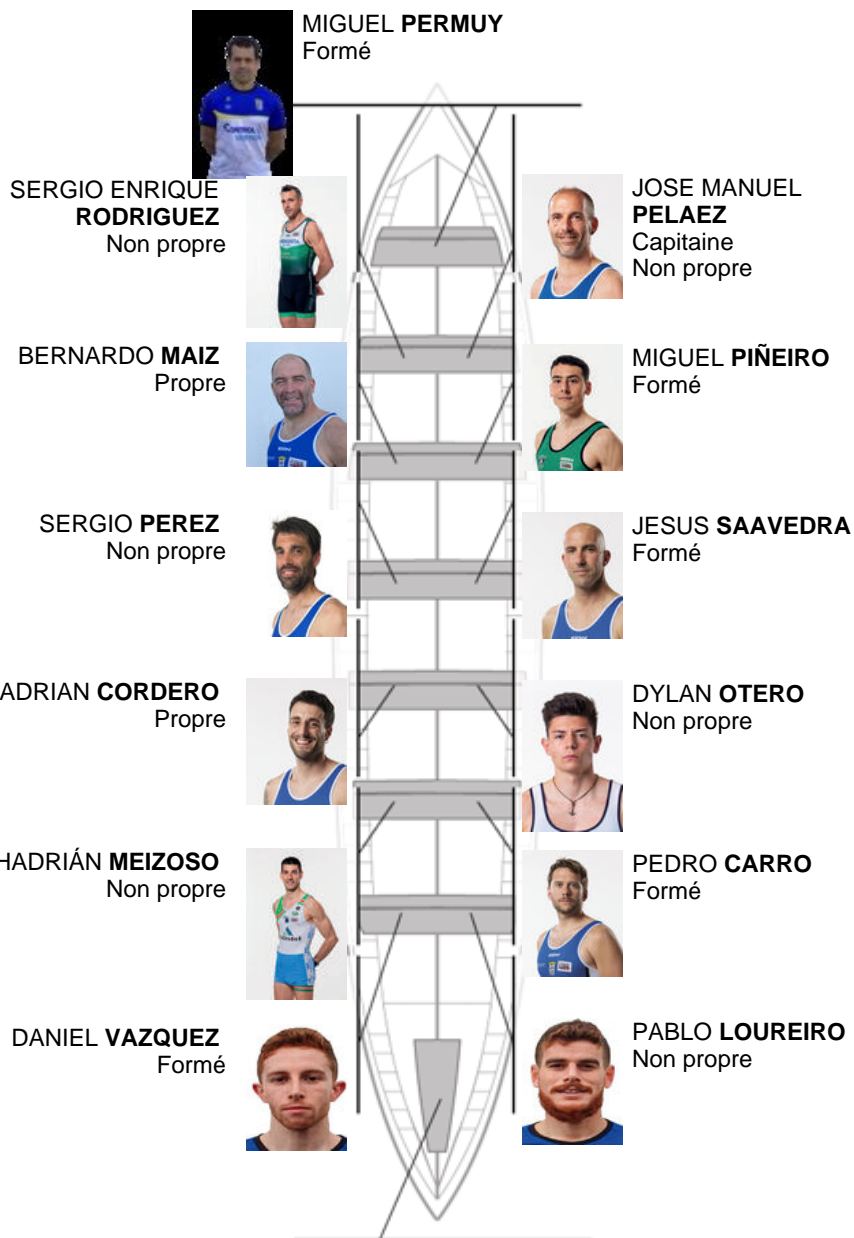 MIGUEL PERMUY
Formé
SERGIO ENRIQUE
RODRIGUEZ
Non propre
JOSE MANUEL
PELAEZ
Capitaine
Non propre
BERNARDO MAIZ
Propre
MIGUEL PIÑEIRO
Formé
SERGIO PEREZ
Non propre
JESUS SAAVEDRA
Formé
ADRIAN CORDERO
Propre
DYLAN OTERO
Non propre
HADRIÁN MEIZOSO
Non propre
PEDRO CARRO
Formé
DANIEL VAZQUEZ
Formé
PABLO LOUREIRO
Non propre